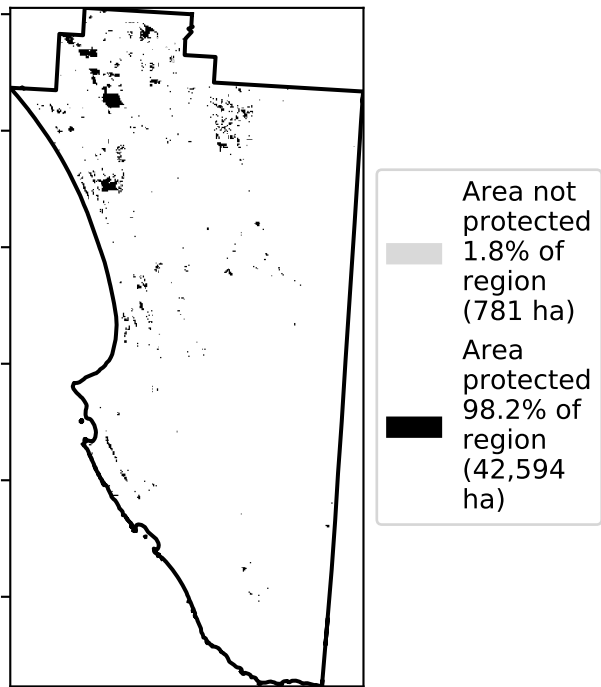 Area not
protected
1.8% of
region
(781 ha)
Area
protected
98.2% of
region
(42,594
ha)